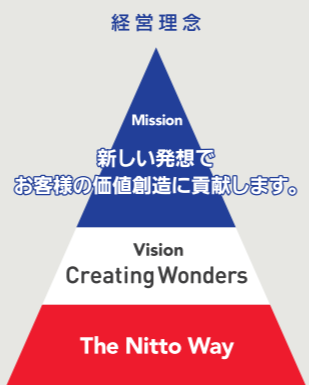 経営理念
Mission
新しい発想で
お客様の価値創造に貢献します。
Vision
Creating Wonders
The Nitto Way